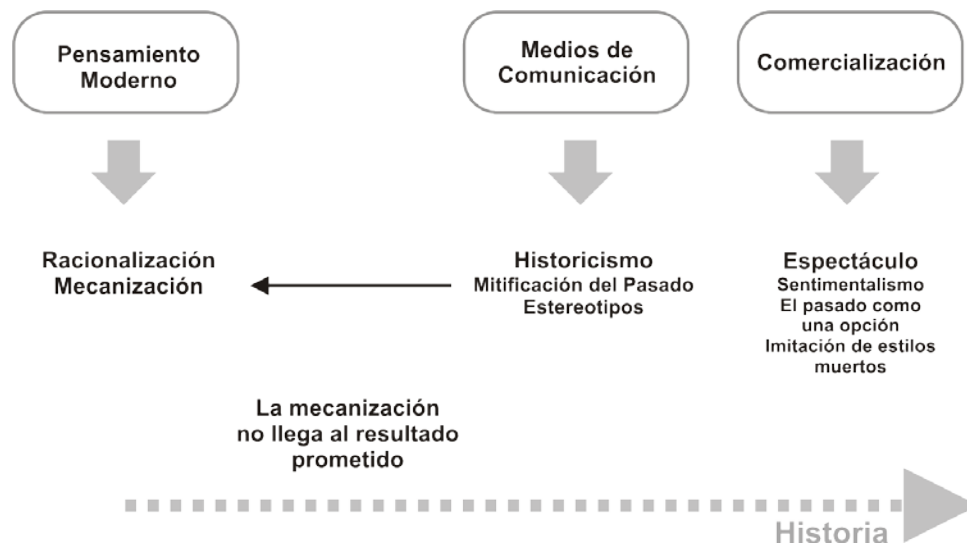 Pensamiento
Moderno
Medios de
Comunicación
Comercialización
Racionalización
Mecanización
Historicismo
Mitificación del Pasado
Estereotipos
Espectáculo
Sentimentalismo
El pasado como
una opción
Imitación de estilos
muertos
La mecanización
no llega al resultado
prometido
Historia